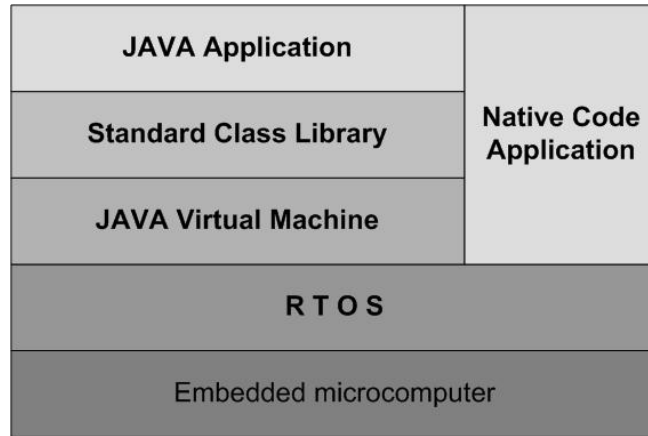 JAVA Application
Standard Class Library
JAVA Virtual Machine
Native Code
Application
R T O S
Embedded microcomputer